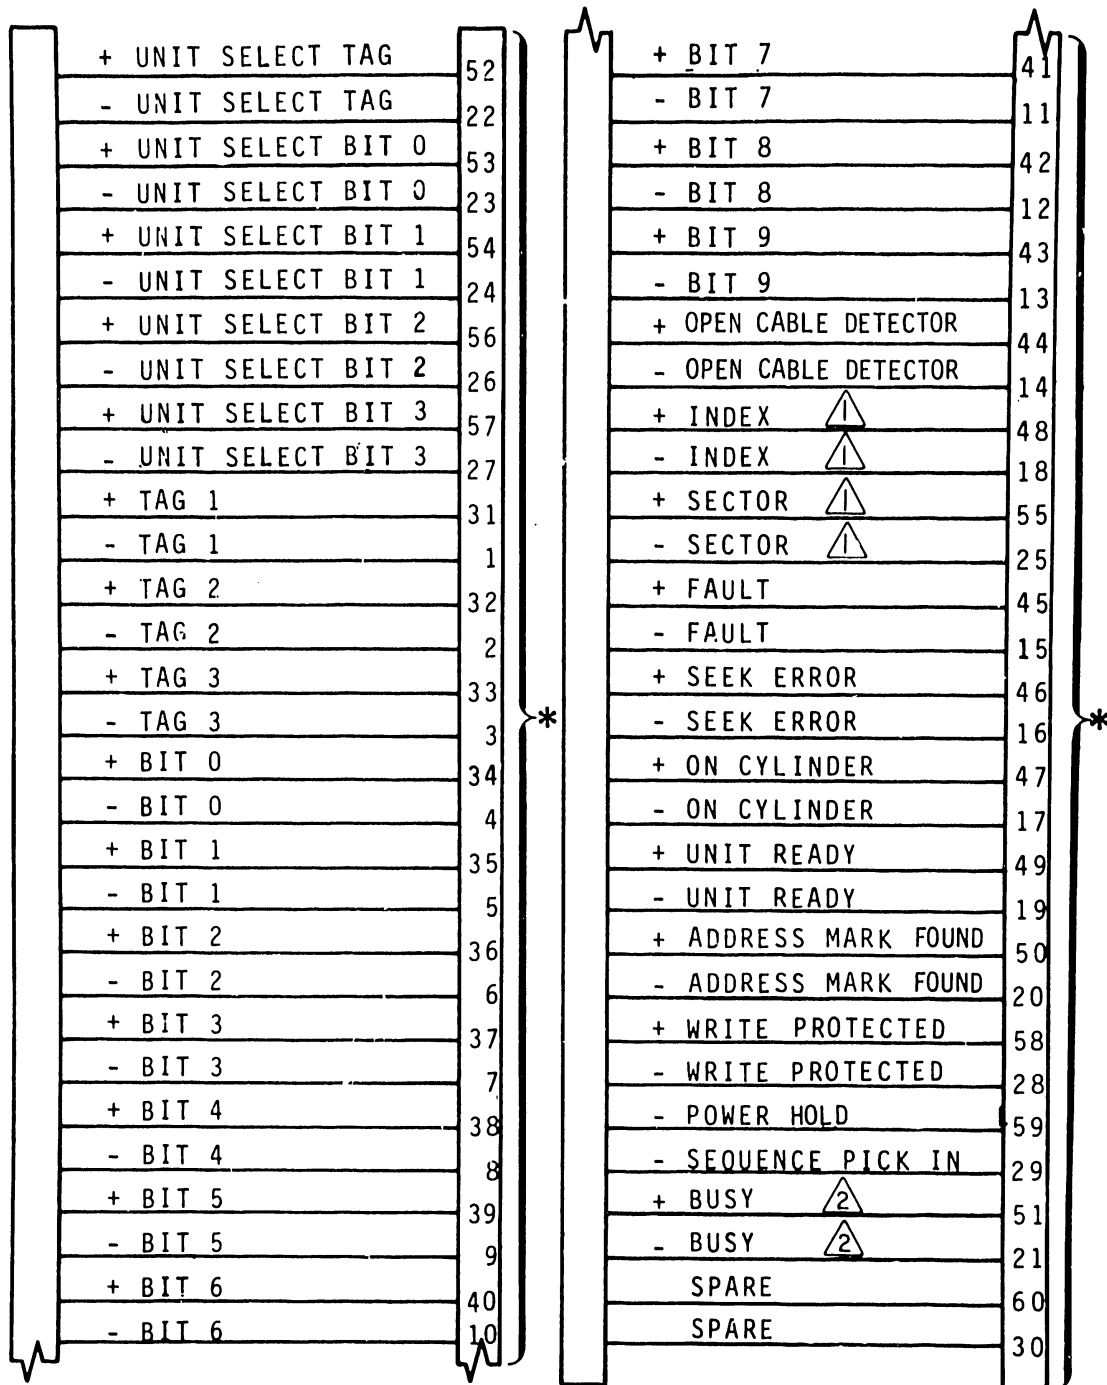 + UNIT SELECT TAG 52
- UNIT SELECT TAG 22
+ UNIT SELECT BIT 0 53
- UNIT SELECT BIT 0 23
+ UNIT SELECT BIT 1 54
- UNIT SELECT BIT 1 24
+ UNIT SELECT BIT 2 56
- UNIT SELECT BIT 2 26
+ UNIT SELECT BIT 3 57
- UNIT SELECT BIT 3 27
+ TAG 1 31
- TAG 1 1
+ TAG 2 32
- TAG 2 2
+ TAG 3 33
- TAG 3 3
+ BIT 0 34
- BIT 0 4
+ BIT 1 35
- BIT 1 5
+ BIT 2 36
- BIT 2 6
+ BIT 3 37
- BIT 3 7
+ BIT 4 38
- BIT 4 8
+ BIT 5 39
- BIT 5 9
+ BIT 6 40
- BIT 6 10
*
+ BIT 7 41
- BIT 7 11
+ BIT 8 42
- BIT 8 12
+ BIT 9 43
- BIT 9 13
+ OPEN CABLE DETECTOR 44
- OPEN CABLE DETECTOR 14
+ INDEX 1 48
- INDEX 1 18
+ SECTOR 1 55
- SECTOR 1 25
+ FAULT 45
- FAULT 15
+ SEEK ERROR 46
- SEEK ERROR 16
+ ON CYLINDER 47
- ON CYLINDER 17
+ UNIT READY 49
- UNIT READY 19
+ ADDRESS MARK FOUND 50
- ADDRESS MARK FOUND 20
+ WRITE PROTECTED 58
- WRITE PROTECTED 28
- POWER HOLD 59
- SEQUENCE PICK IN 29
+ BUSY 2 51
- BUSY 2 21
SPARE 60
SPARE 30
*